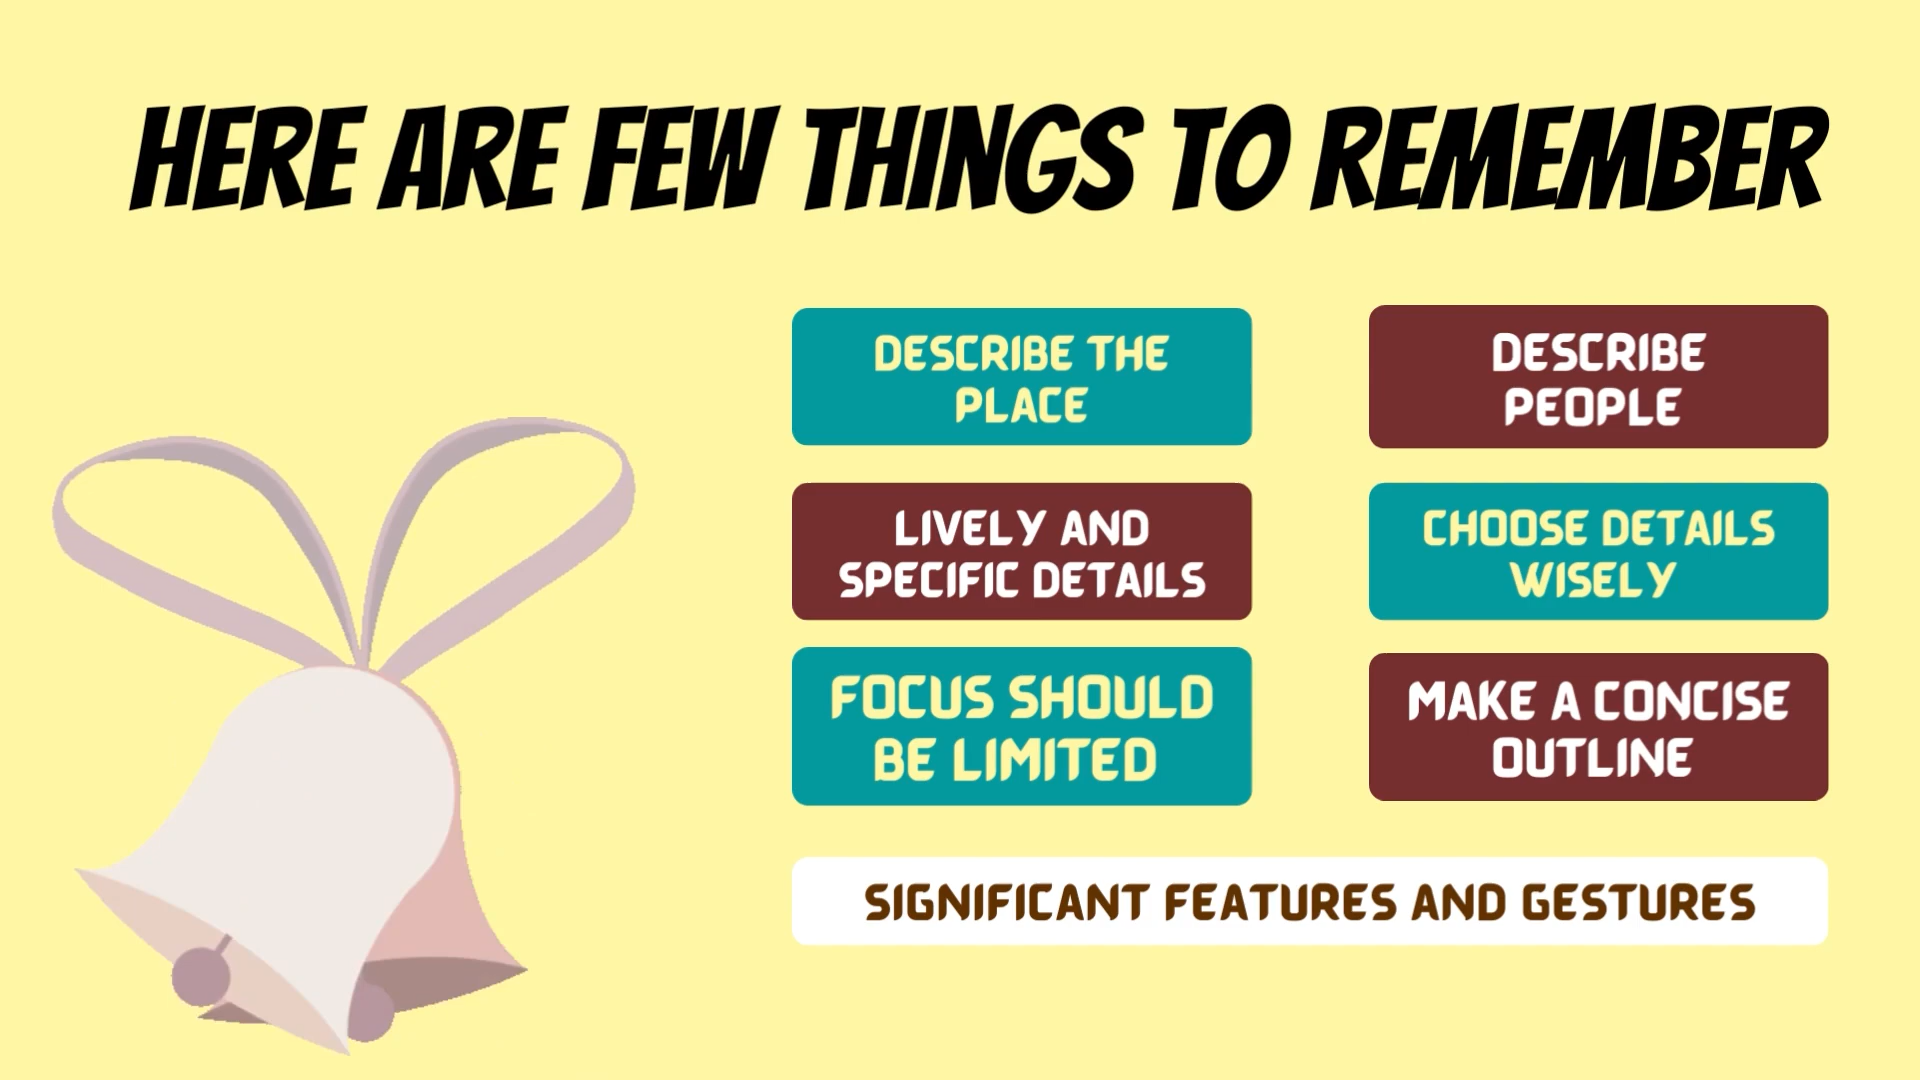 HERE ARE FEW THINGS TO REMEMBER
DESCRIBE THE
PLACE
DESCRIBE
PEOPLE
LIVELY AND
SPECIFIC DETAILS
CHOOSE DETAILS
WISELY
FOCUS SHOULD
BE LIMITED
MAKE A CONCISE
OUTLINE
SIGNIFICANT FEATURES AND GESTURES